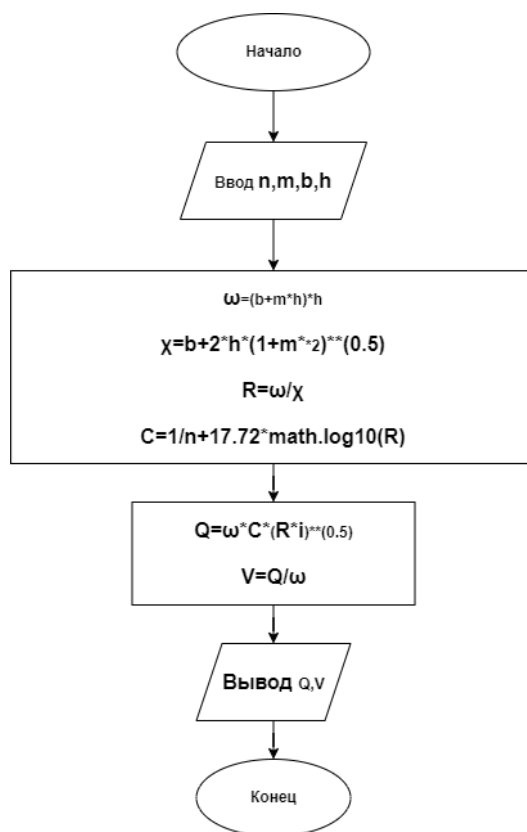 Начало
Ввод n,m,b,h
ω=(b+m*h)*h
χ=b+2*h*(1+m**2)**(0.5)
R=ω/χ
C=1/n+17.72*math.log10(R)
Q=ω*C*(R*i)**(0.5)
V=Q/ω
Вывод Q,V
Конец